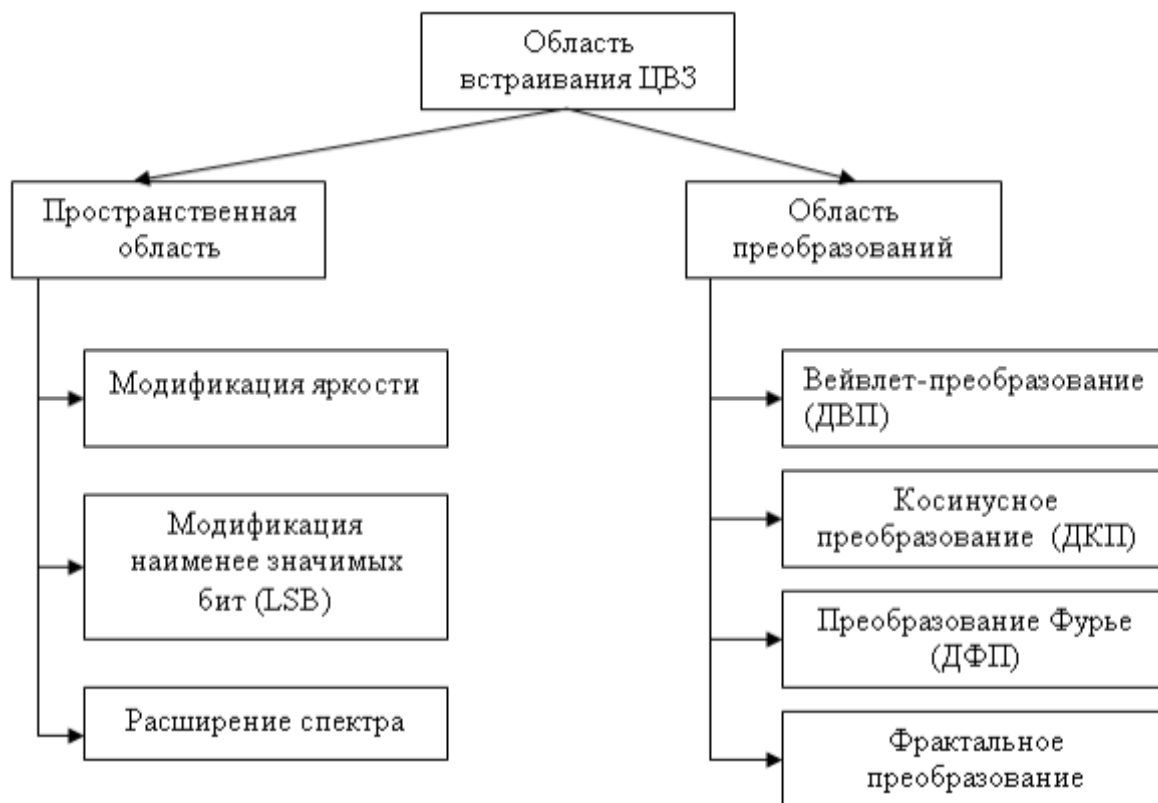 Область
встраивания ЦВЗ
Пространственная
область
Область
преобразований
Модификация яркости
Модификация
наименее значимых
бит (LSB)
Расширение спектра
Вейвлет-преобразование
(ДВП)
Косинусное
преобразование (ДКП)
Преобразование Фурье
(ДФП)
Фрактальное
преобразование